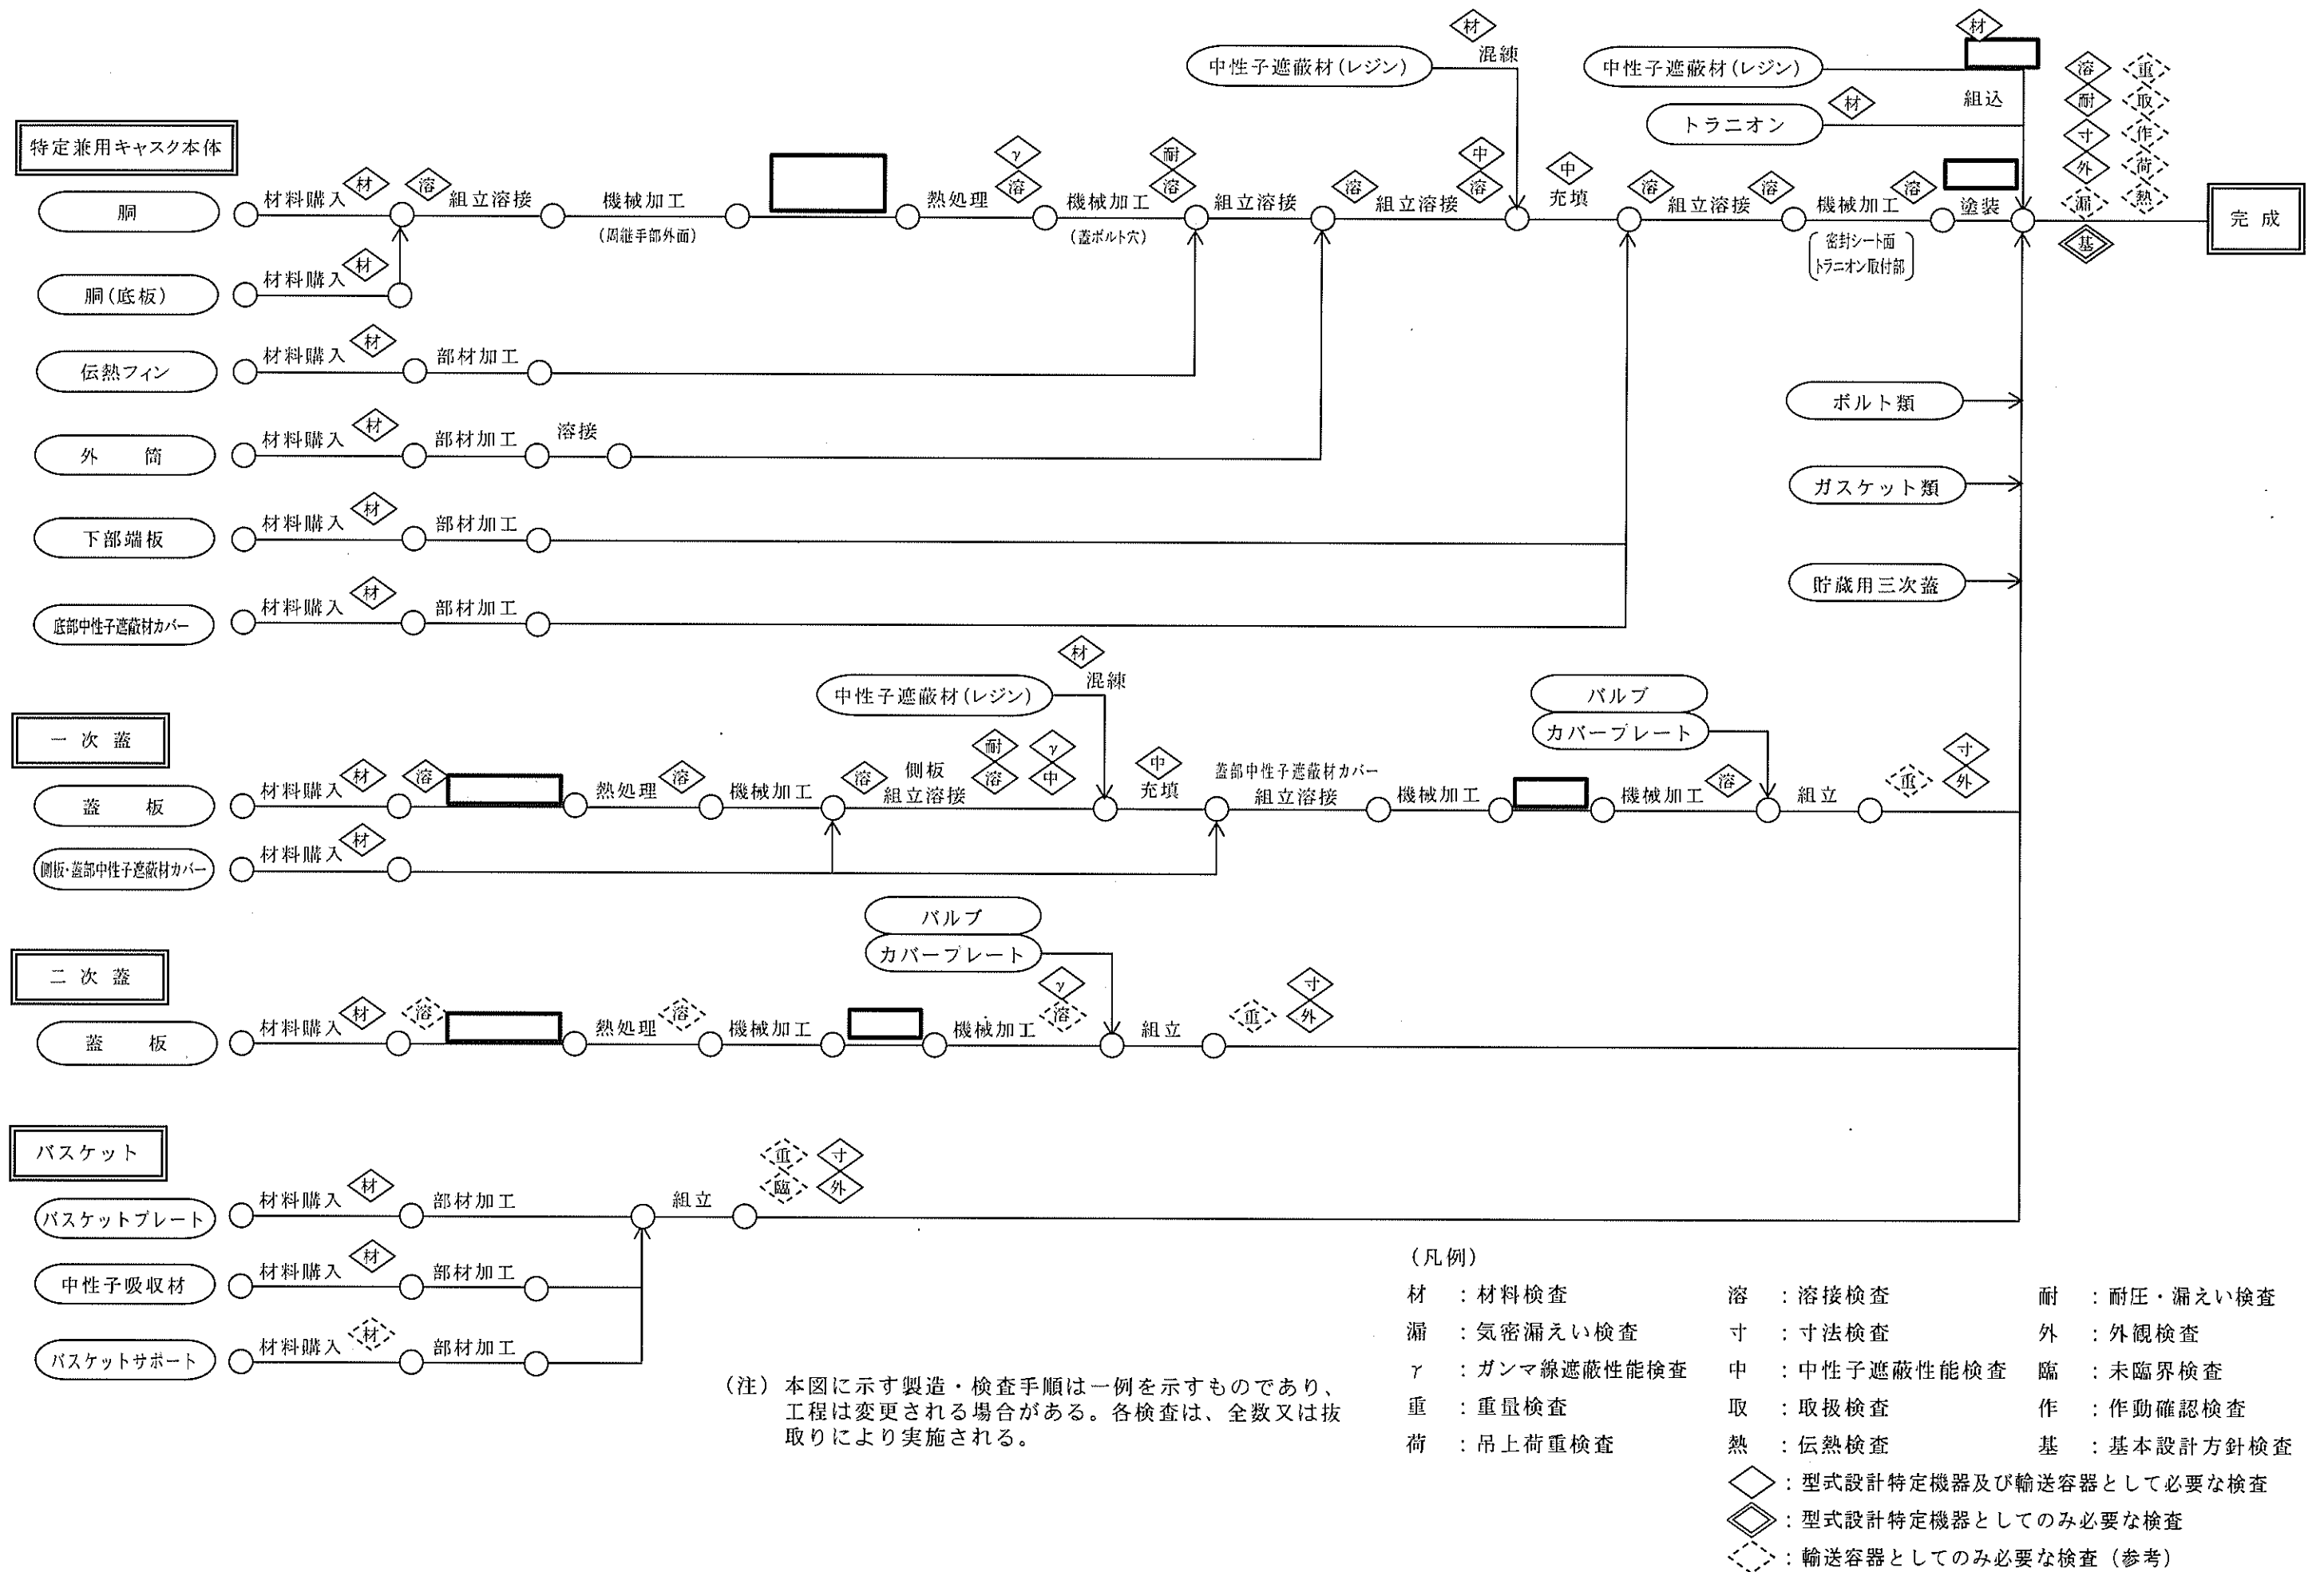 材
混練
中性子遮蔽材(レジン)
材
中性子遮蔽材(レジン)
組込
材
トラニオン
溶 重
耐 取
寸 作
外 荷
漏 熱
基
完成
特定兼用キャスク本体
胴
材料購入 材
溶 組立溶接
機械加工
(周継手部外面)
熱処理
γ
溶
機械加工
(蓋ボルト穴)
耐
溶
組立溶接
溶 組立溶接
中
溶
中
充填
溶 組立溶接
溶 機械加工
密封シート面
トラニオン取付部
溶
塗装
胴(底板)
材料購入 材
伝熱フィン
材料購入 材 部材加工
外 筒
材料購入 材 部材加工 溶接
下部端板
材料購入 材 部材加工
底部中性子遮蔽材カバー
材料購入 材 部材加工
ボルト類
ガスケット類
貯蔵用三次蓋
一次蓋
材
混練
中性子遮蔽材(レジン)
バルブ
カバープレート
蓋 板
材料購入 材 溶
熱処理 溶
機械加工
溶 側板
組立溶接
耐 γ
溶 中
中
充填
蓋部中性子遮蔽材カバー
組立溶接
機械加工
機械加工 溶
組立
重 寸
外
側板・蓋部中性子遮蔽材カバー
材料購入 材
二次蓋
バルブ
カバープレート
蓋 板
材料購入 材 溶
熱処理 溶
機械加工
機械加工
γ
溶
組立
重 寸
外
バスケット
バスケットプレート
材料購入 材 部材加工
組立
重 寸
臨 外
中性子吸収材
材料購入 材 部材加工
バスケットサポート
材料購入 材 部材加工
(注) 本図に示す製造・検査手順は一例を示すものであり、
工程は変更される場合がある。各検査は、全数又は抜
取りにより実施される。
(凡例)
材 : 材料検査 溶 : 溶接検査 耐 : 耐圧・漏えい検査
漏 : 気密漏えい検査 寸 : 寸法検査 外 : 外観検査
γ : ガンマ線遮蔽性能検査 中 : 中性子遮蔽性能検査 臨 : 未臨界検査
重 : 重量検査 取 : 取扱検査 作 : 作動確認検査
荷 : 吊上荷重検査 熱 : 伝熱検査 基 : 基本設計方針検査
: 型式設計特定機器及び輸送容器として必要な検査
: 型式設計特定機器としてのみ必要な検査
: 輸送容器としてのみ必要な検査 (参考)